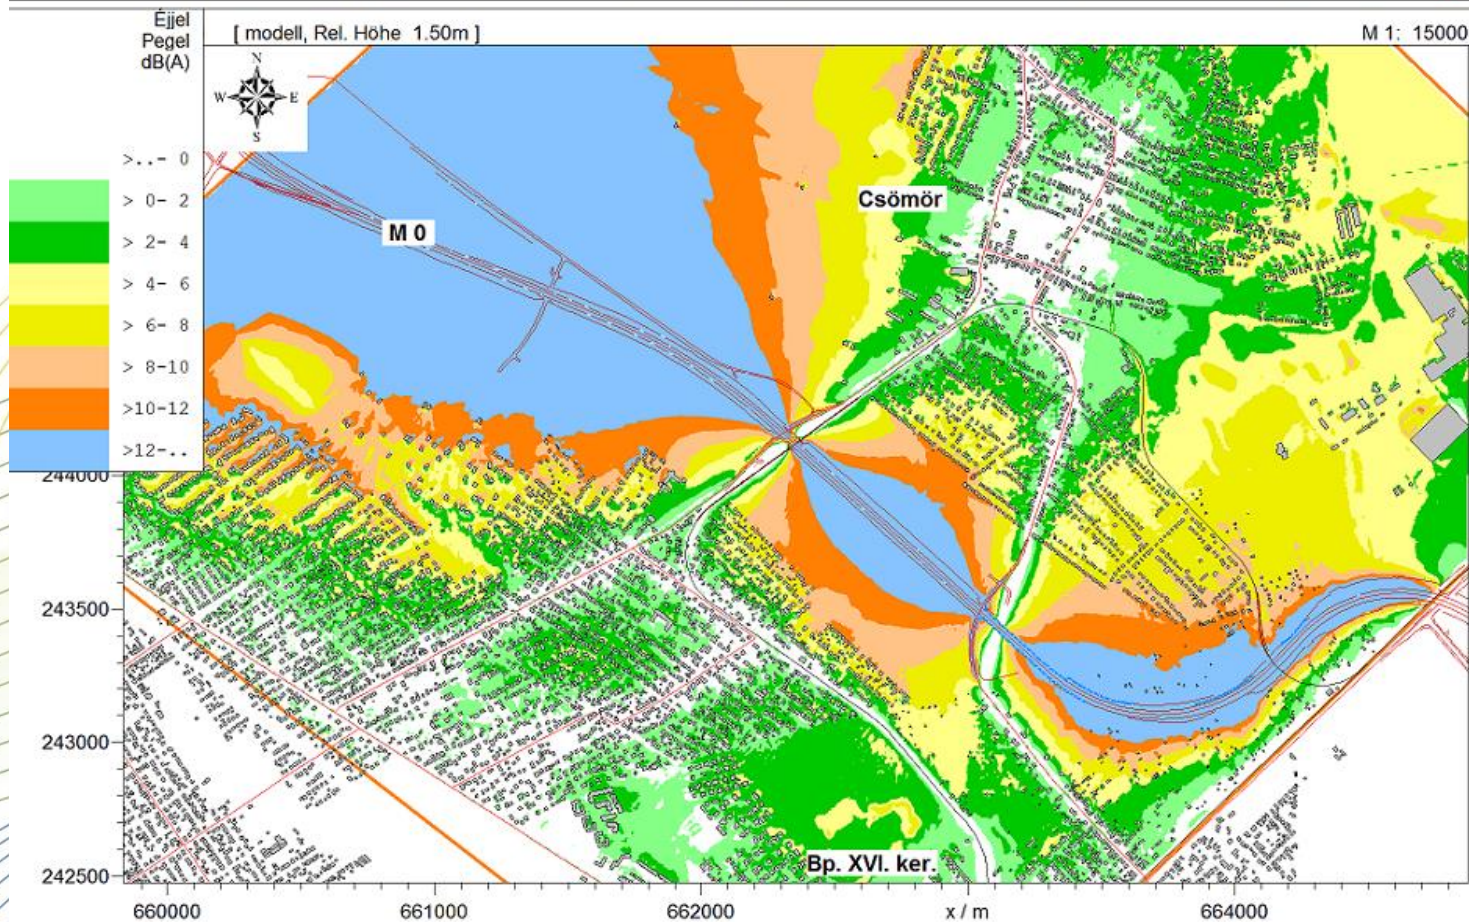 Éjjel
Pegel
dB(A)
[ modell, Rel. Höhe 1.50m ]
M 1: 15000
N
W E
S
>..- 0
> 0- 2
> 2- 4
> 4- 6
> 6- 8
> 8-10
>10-12
>12-..
M 0
Csömör
Bp. XVI. ker.
244000
243500
243000
242500
660000
661000
662000
x / m
664000